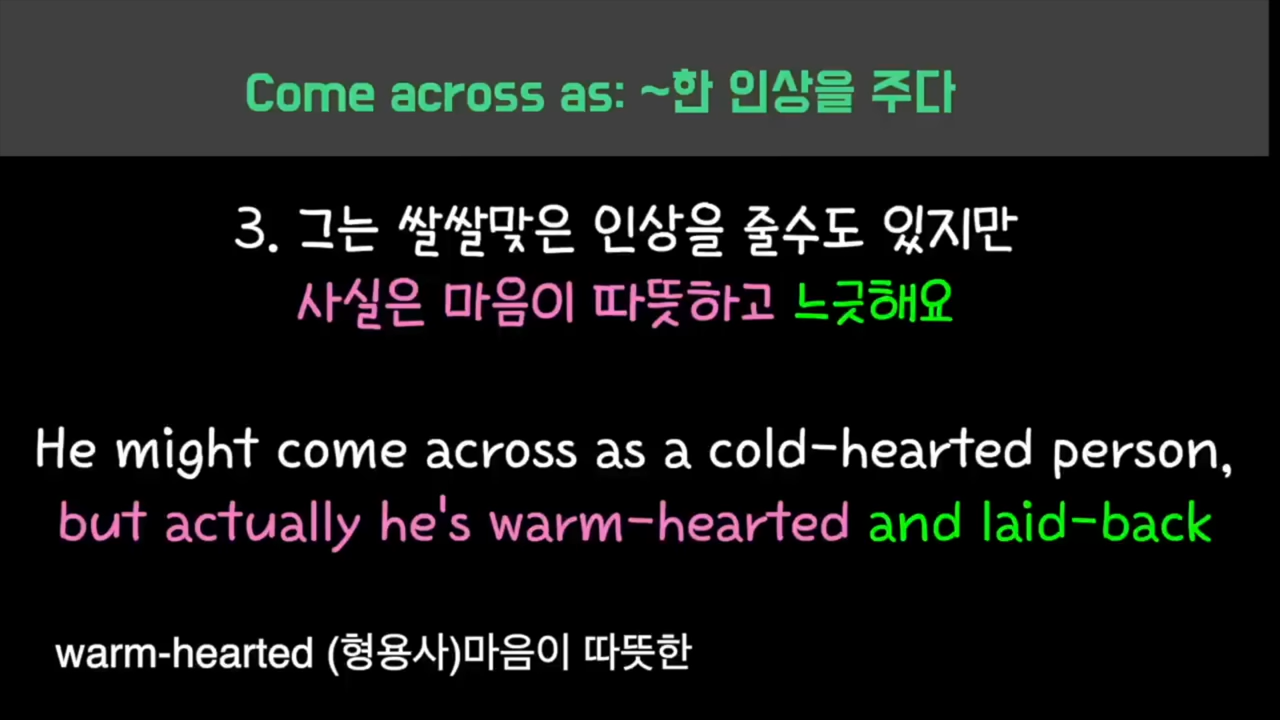 Come across as: ~한 인상을 주다
3. 그는 쌀쌀맞은 인상을 줄수도 있지만
사실은 마음이 따뜻하고 느긋해요
He might come across as a cold-hearted person,
but actually he's warm-hearted and laid-back
warm-hearted (형용사)마음이 따뜻한